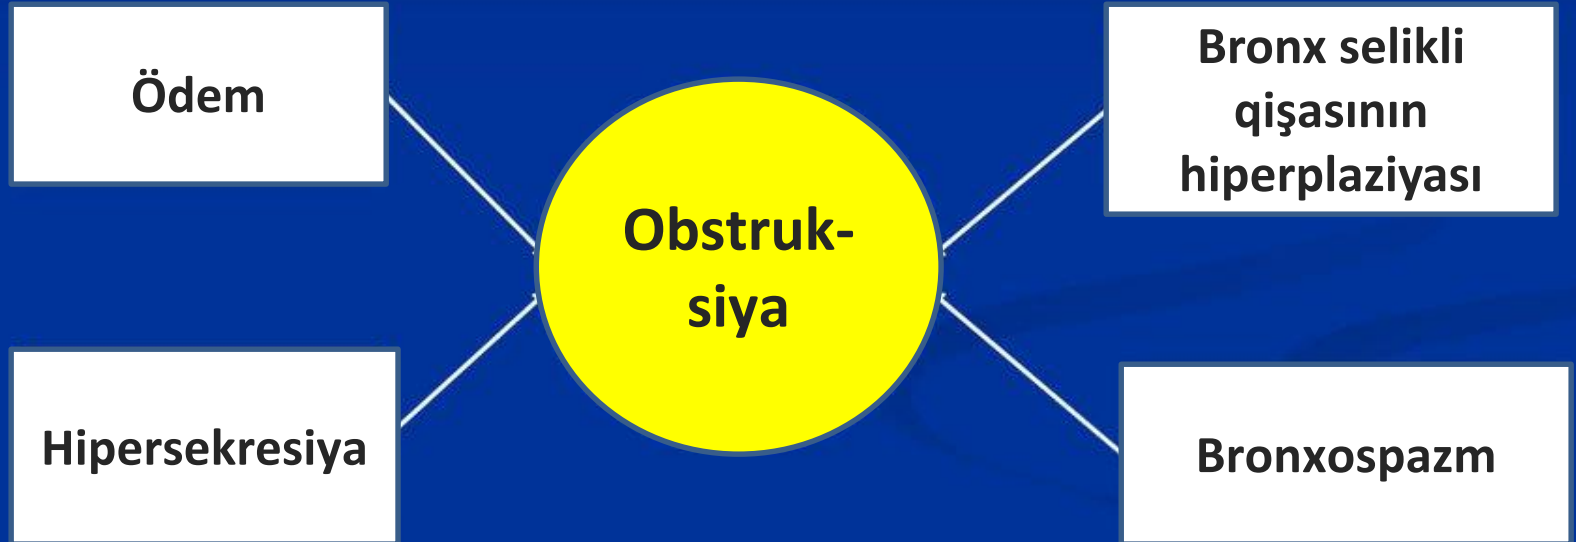 Ödem
Bronx selikli
qişasının
hiperplaziyası
Obstruk-
siya
Hipersekresiya
Bronxospazm